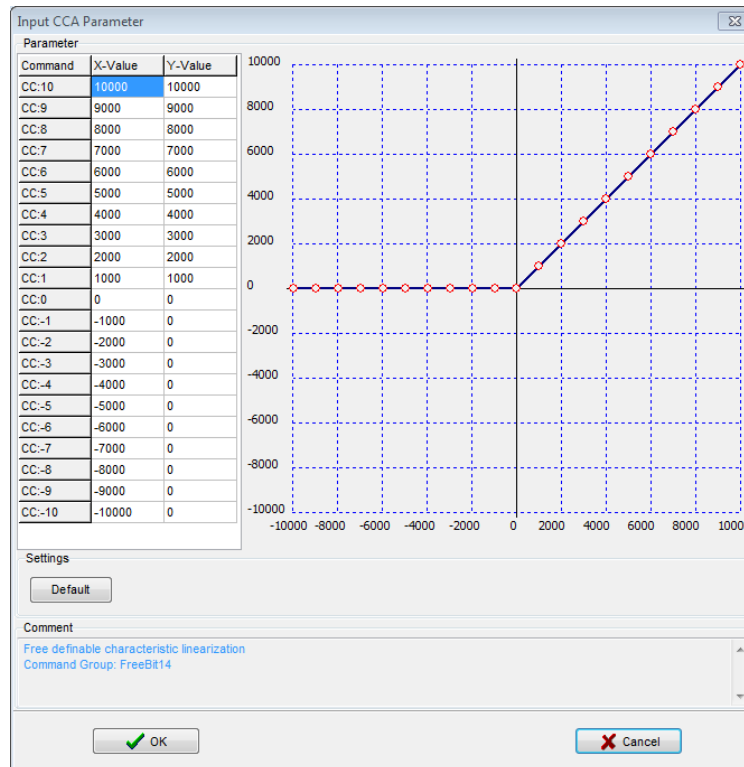 Input CCA Parameter
Parameter
Command X-Value Y-Value
CC:10 10000 10000
CC:9 9000 9000
CC:8 8000 8000
CC:7 7000 7000
CC:6 6000 6000
CC:5 5000 5000
CC:4 4000 4000
CC:3 3000 3000
CC:2 2000 2000
CC:1 1000 1000
CC:0 0 0
CC:-1 -1000 0
CC:-2 -2000 0
CC:-3 -3000 0
CC:-4 -4000 0
CC:-5 -5000 0
CC:-6 -6000 0
CC:-7 -7000 0
CC:-8 -8000 0
CC:-9 -9000 0
CC:-10 -10000 0
10000
8000
6000
4000
2000
0
-2000
-4000
-6000
-8000
-10000
-10000 -8000 -6000 -4000 -2000 0 2000 4000 6000 8000 1000
Settings
Default
Comment
Free definable characteristic linearization
Command Group: FreeBit14
OK Cancel